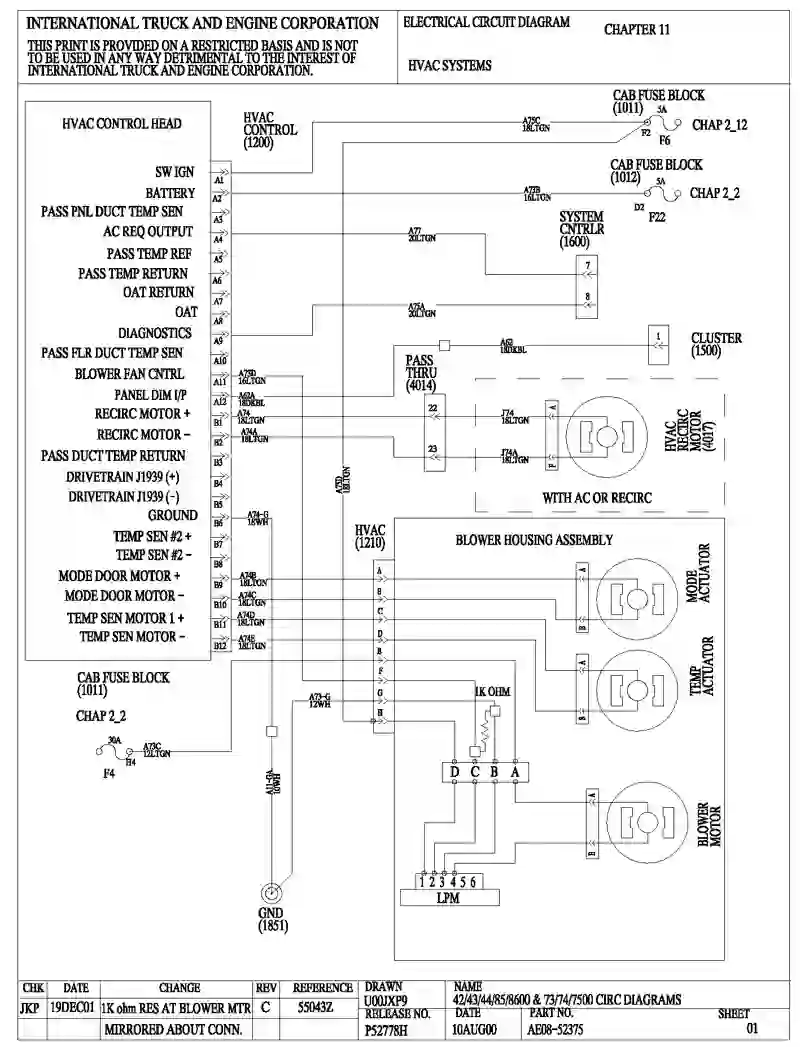 INTERNATIONAL TRUCK AND ENGINE CORPORATION
THIS PRINT IS PROVIDED ON A RESTRICTED BASIS AND IS NOT
TO BE USED IN ANY WAY DETRIMENTAL TO THE INTEREST OF
INTERNATIONAL TRUCK AND ENGINE CORPORATION.
ELECTRICAL CIRCUIT DIAGRAM
CHAPTER 11
HVAC SYSTEMS
HVAC CONTROL HEAD
HVAC
CONTROL
(1200)
SW IGN
A1
BATTERY
A2
PASS PNL DUCT TEMP SEN
A3
AC REQ OUTPUT
A4
PASS TEMP REF
A5
PASS TEMP RETURN
A6
OAT RETURN
A7
OAT
A8
DIAGNOSTICS
A9
PASS FLR DUCT TEMP SEN
A10
BLOWER FAN CNTRL
A11
PANEL DIM I/P
A12
RECIRC MOTOR +
B1
RECIRC MOTOR -
B2
PASS DUCT TEMP RETURN
B3
DRIVETRAIN J1939 (+)
B4
DRIVETRAIN J1939 (-)
B5
GROUND
B6
TEMP SEN #2 +
B7
TEMP SEN #2 -
B8
MODE DOOR MOTOR +
B9
MODE DOOR MOTOR -
B10
TEMP SEN MOTOR 1 +
B11
TEMP SEN MOTOR -
B12
A75C
18LTGN
CAB FUSE BLOCK
(1011)
5A
F2
F6
CHAP 2_12
A73B
16LTGN
CAB FUSE BLOCK
(1012)
5A
D2
F22
CHAP 2_2
A77
20LTGN
SYSTEM
CNTRLR
(1600)
7
8
A75A
20LTGN
A62
18DKBL
1
CLUSTER
(1500)
A75D
16LTGN
A62A
18DKBL
A74
18LTGN
A74A
18LTGN
PASS
THRU
(4014)
22
23
J74
18LTGN
J74A
18LTGN
A
HVAC
RECIRC
MOTOR
(4017)
WITH AC OR RECIRC
A75D
18LTGN
A74-G
18WH
HVAC
(1210)
BLOWER HOUSING ASSEMBLY
A74B
18LTGN
A74C
18LTGN
A74D
18LTGN
A74E
18LTGN
A
B
C
D
E
F
G
H
A
B
MODE
ACTUATOR
A
B
TEMP
ACTUATOR
1K OHM
CAB FUSE BLOCK
(1011)
CHAP 2_2
30A
H4
F4
A73C
12LTGN
A73-G
12WH
A11-GA
10WH
GND
(1851)
D C B A
A
B
BLOWER
MOTOR
1 2 3 4 5 6
LPM
CHK DATE CHANGE REV REFERENCE
JKP 19DEC01 1K ohm RES AT BLOWER MTR C 55043Z
MIRRORED ABOUT CONN.
DRAWN
U00JXP9
RELEASE NO.
P52778H
NAME
42/43/44/85/8600 & 73/74/7500 CIRC DIAGRAMS
DATE
10AUG00
PART NO.
AE08-52375
SHEET
01